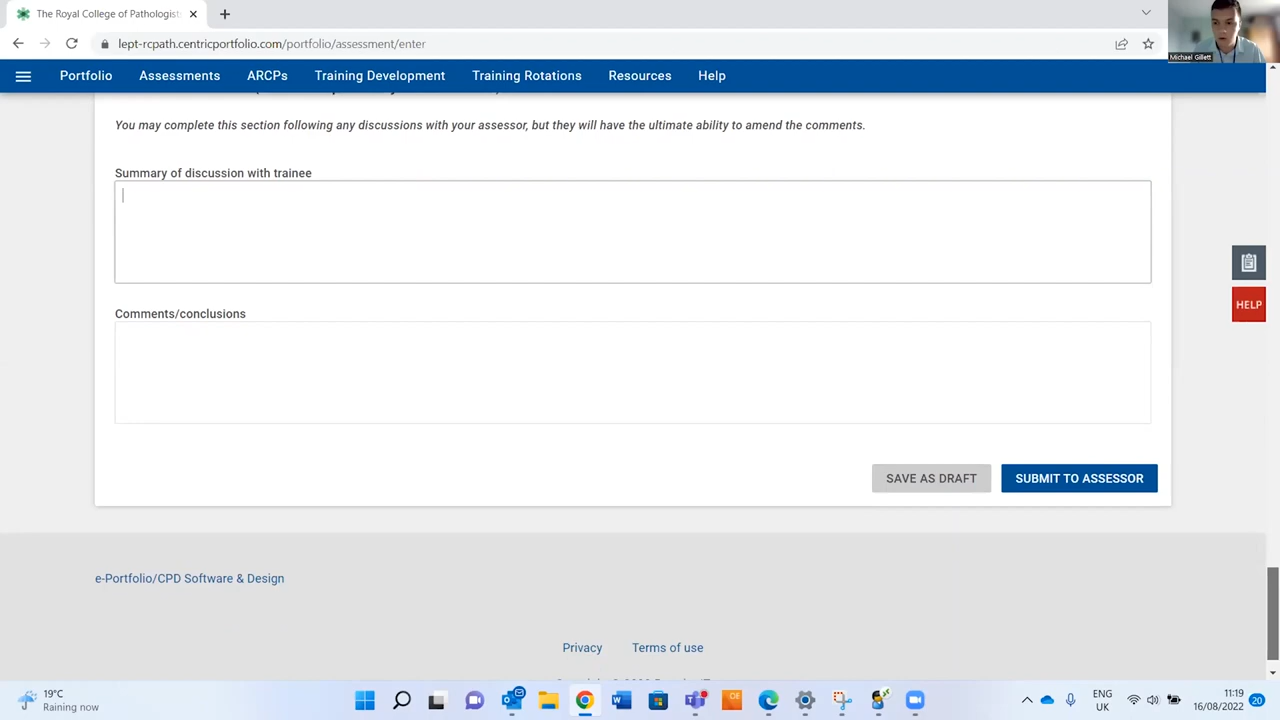 The Royal College of Pathologist
lept-rcpath.centricportfolio.com/portfolio/assessment/enter
Michael Gillett
Portfolio
Assessments
ARCPs
Training Development
Training Rotations
Resources
Help
You may complete this section following any discussions with your assessor, but they will have the ultimate ability to amend the comments.
Summary of discussion with trainee
HELP
Comments/conclusions
SAVE AS DRAFT
SUBMIT TO ASSESSOR
e-Portfolio/CPD Software & Design
Privacy
Terms of use
19°C
Raining now
OE
ENG
UK
11:19
16/08/2022
20